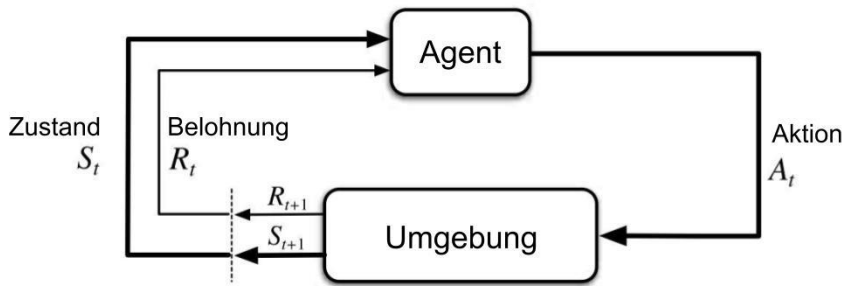 Agent
Zustand
S_t
Belohnung
R_t
Aktion
A_t
R_{t+1}
S_{t+1}
Umgebung